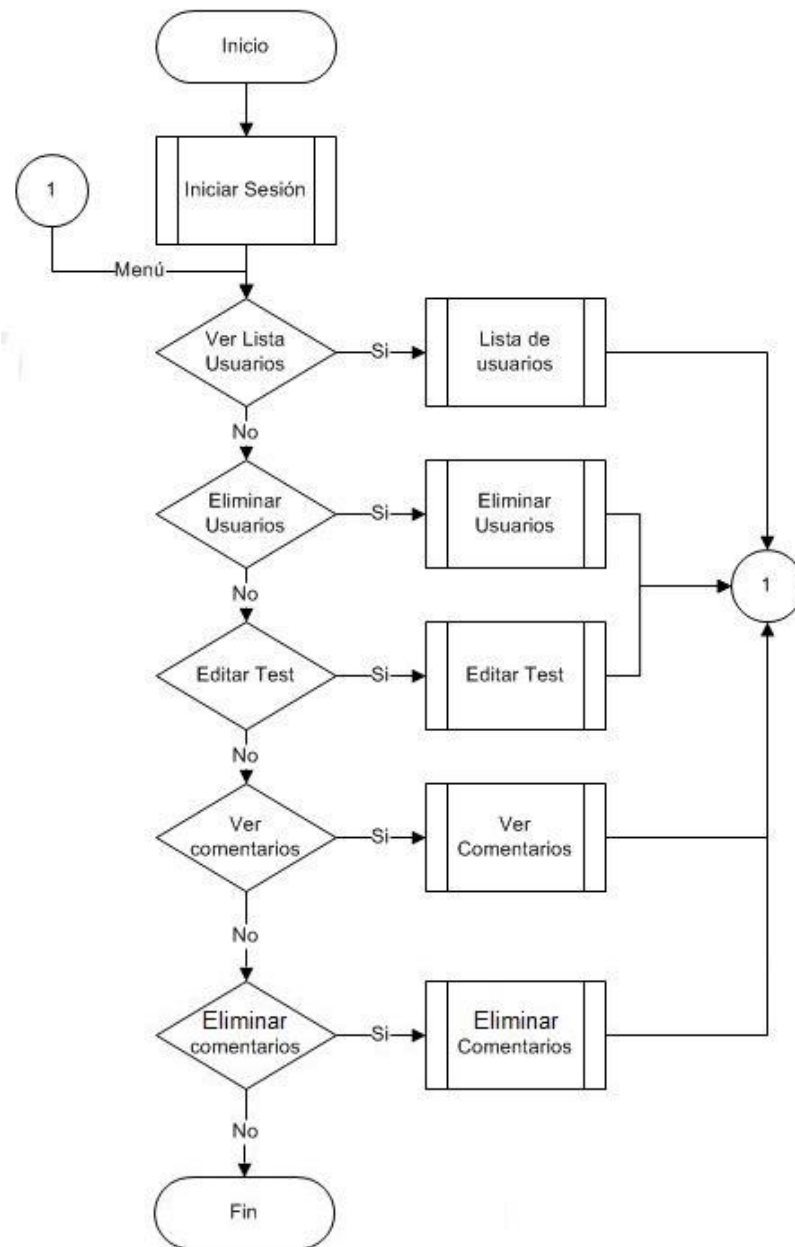 Inicio
Iniciar Sesión
1
Menú
Ver Lista
Usuarios
Si
Lista de
usuarios
No
Eliminar
Usuarios
Si
Eliminar
Usuarios
1
No
Editar Test
Si
Editar Test
No
Ver
comentarios
Si
Ver
Comentarios
No
Eliminar
comentarios
Si
Eliminar
Comentarios
No
Fin